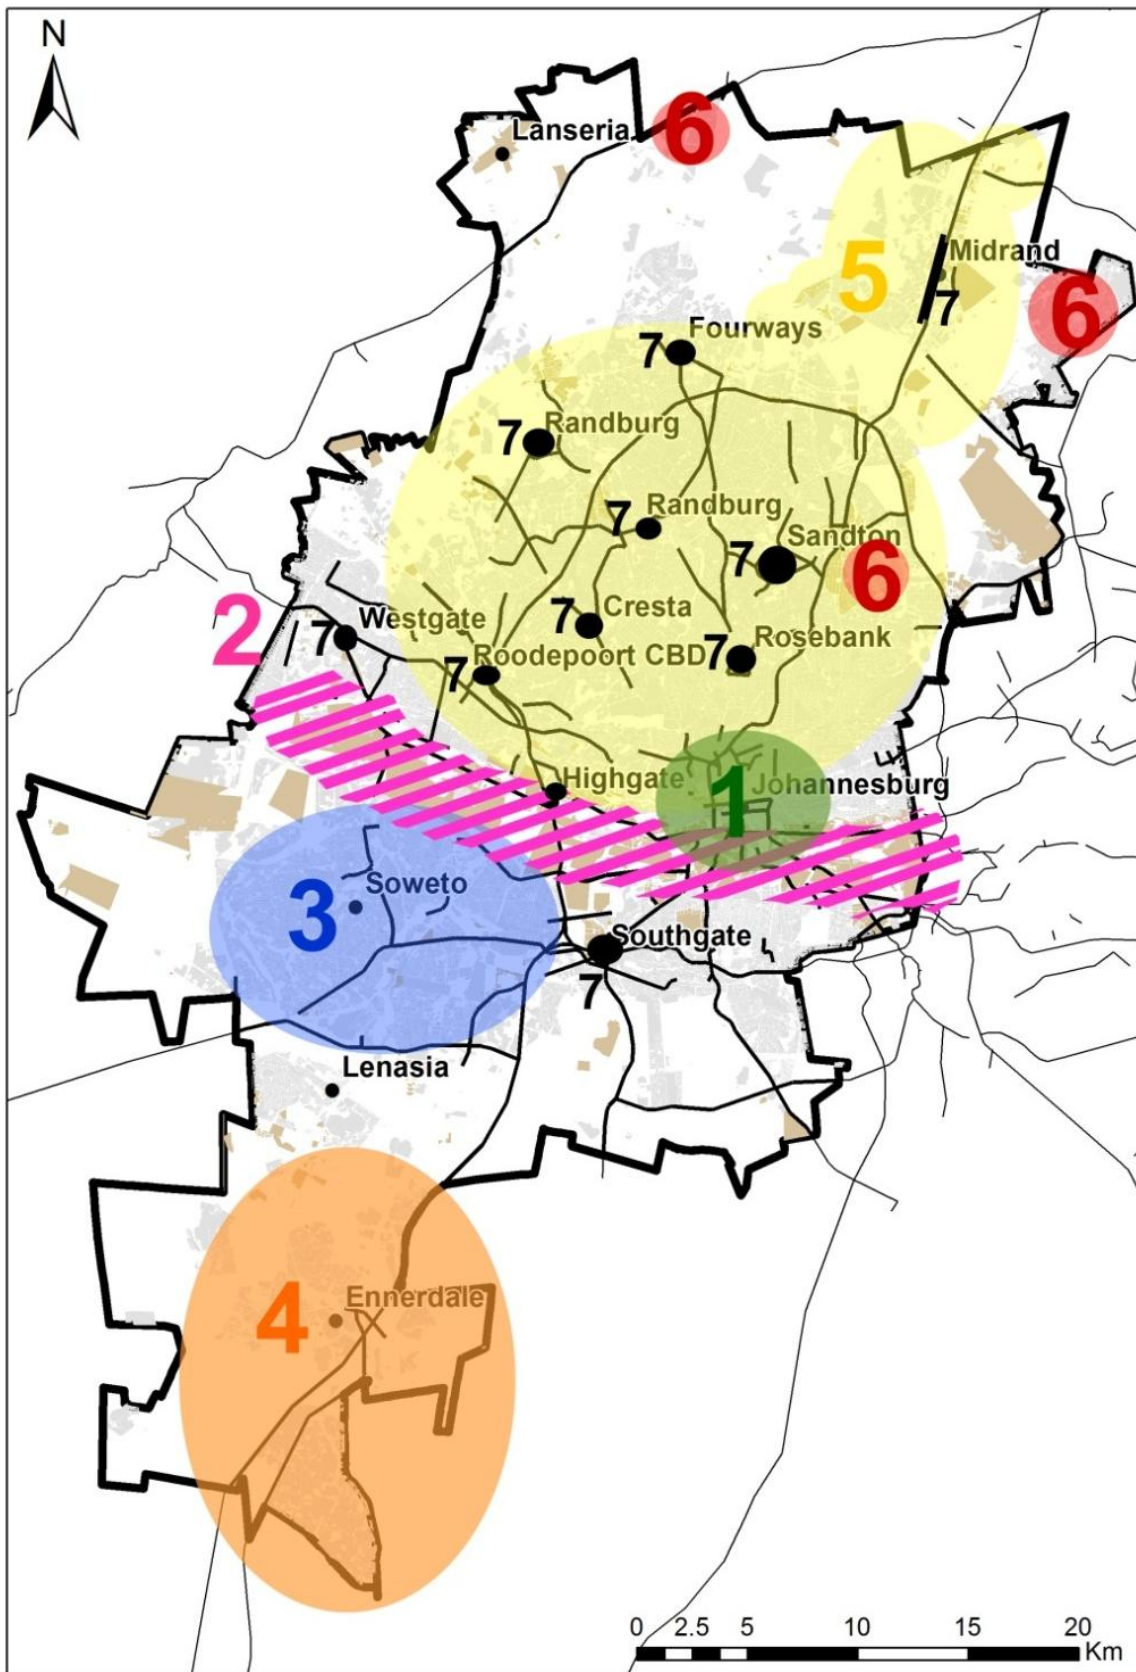 N
Lanseria
6
5
Midrand
7
6
Fourways
7
Randburg
7
Randburg
7
Sandton
7
6
2
Westgate
7
Cresta
7
Rosebank
7
Roodepoort CBD
7
Highgate
1
Johannesburg
3
Soweto
Southgate
7
Lenasia
4
Ennerdale
0 2.5 5 10 15 20
Km